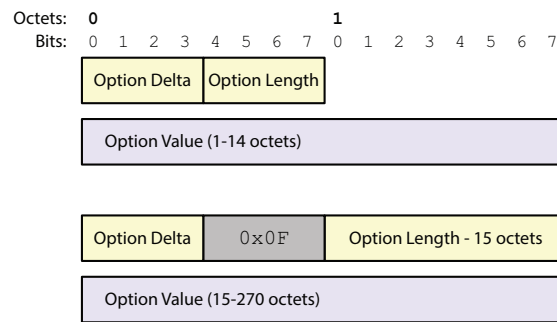 Octets: 0 1
Bits: 0 1 2 3 4 5 6 7 0 1 2 3 4 5 6 7
Option Delta Option Length
Option Value (1-14 octets)
Option Delta 0x0F Option Length - 15 octets
Option Value (15-270 octets)